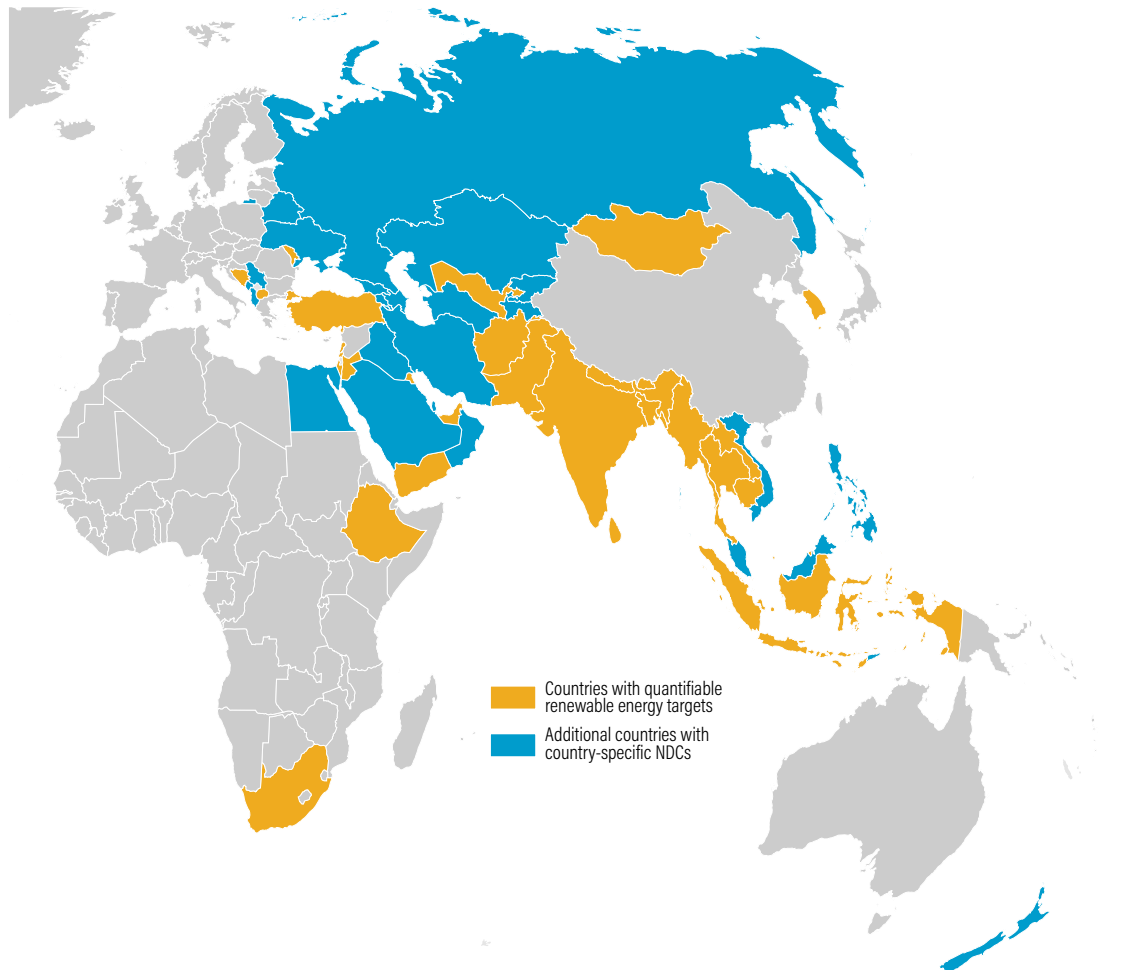 Countries with quantifiable
renewable energy targets
Additional countries with
country-specific NDCs